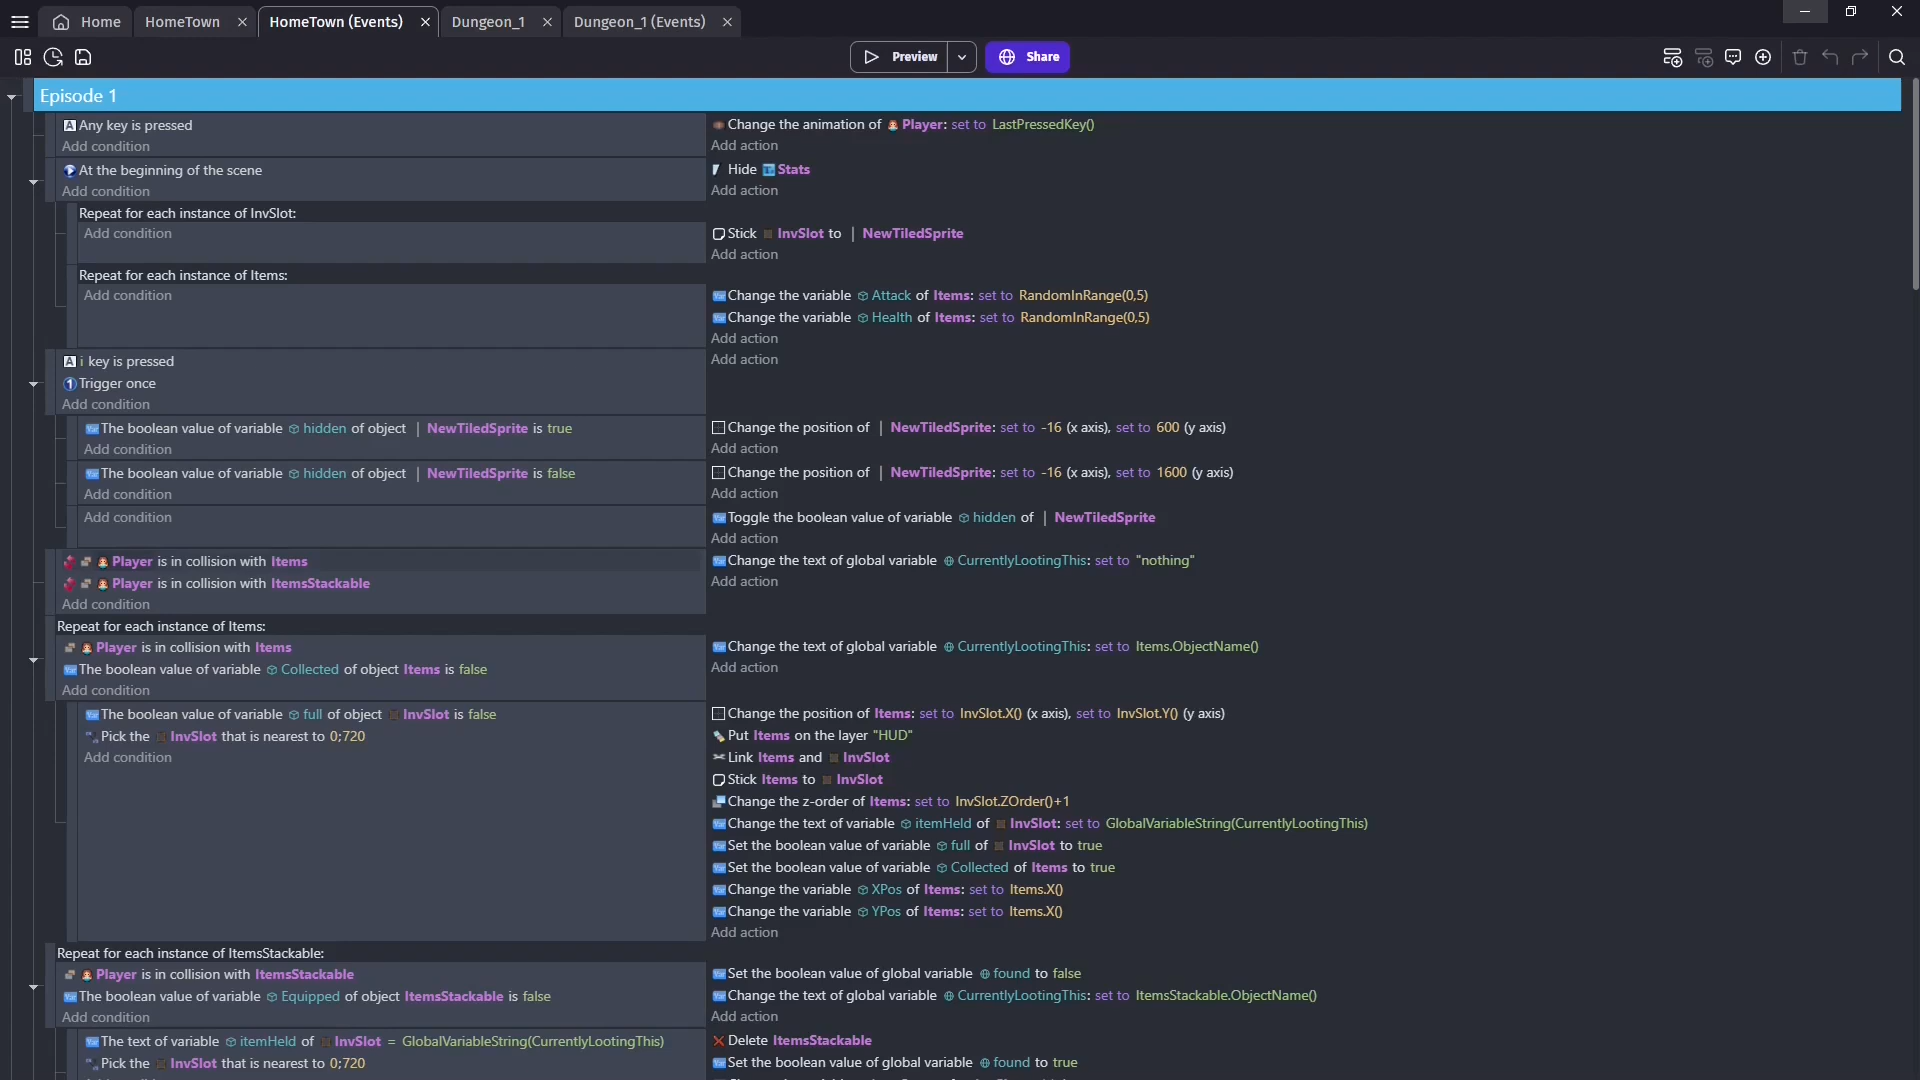 Home
HomeTown
HomeTown (Events)
Dungeon_1
Dungeon_1 (Events)
Preview
Share
Episode 1
Any key is pressed
Change the animation of Player: set to LastPressedKey()
Add condition
Add action
At the beginning of the scene
Hide Stats
Add condition
Add action
Repeat for each instance of InvSlot:
Add condition
Stick InvSlot to NewTiledSprite
Add action
Repeat for each instance of Items:
Add condition
Change the variable Attack of Items: set to RandomInRange(0,5)
Change the variable Health of Items: set to RandomInRange(0,5)
Add action
i key is pressed
Add action
Trigger once
Add condition
The boolean value of variable hidden of object NewTiledSprite is true
Change the position of NewTiledSprite: set to -16 (x axis), set to 600 (y axis)
Add condition
Add action
The boolean value of variable hidden of object NewTiledSprite is false
Change the position of NewTiledSprite: set to -16 (x axis), set to 1600 (y axis)
Add condition
Add action
Add condition
Toggle the boolean value of variable hidden of NewTiledSprite
Add action
Player is in collision with Items
Change the text of global variable CurrentlyLootingThis: set to "nothing"
Player is in collision with ItemsStackable
Add action
Add condition
Repeat for each instance of Items:
Player is in collision with Items
Change the text of global variable CurrentlyLootingThis: set to Items.ObjectName()
The boolean value of variable Collected of object Items is false
Add action
Add condition
The boolean value of variable full of object InvSlot is false
Change the position of Items: set to InvSlot.X() (x axis), set to InvSlot.Y() (y axis)
Pick the InvSlot that is nearest to 0;720
Put Items on the layer "HUD"
Add condition
Link Items and InvSlot
Stick Items to InvSlot
Change the z-order of Items: set to InvSlot.ZOrder()+1
Change the text of variable itemHeld of InvSlot: set to GlobalVariableString(CurrentlyLootingThis)
Set the boolean value of variable full of InvSlot to true
Set the boolean value of variable Collected of Items to true
Change the variable XPos of Items: set to Items.X()
Change the variable YPos of Items: set to Items.X()
Add action
Repeat for each instance of ItemsStackable:
Player is in collision with ItemsStackable
Set the boolean value of global variable found to false
The boolean value of variable Equipped of object ItemsStackable is false
Change the text of global variable CurrentlyLootingThis: set to ItemsStackable.ObjectName()
Add condition
Add action
The text of variable itemHeld of InvSlot = GlobalVariableString(CurrentlyLootingThis)
Delete ItemsStackable
Pick the InvSlot that is nearest to 0;720
Set the boolean value of global variable found to true